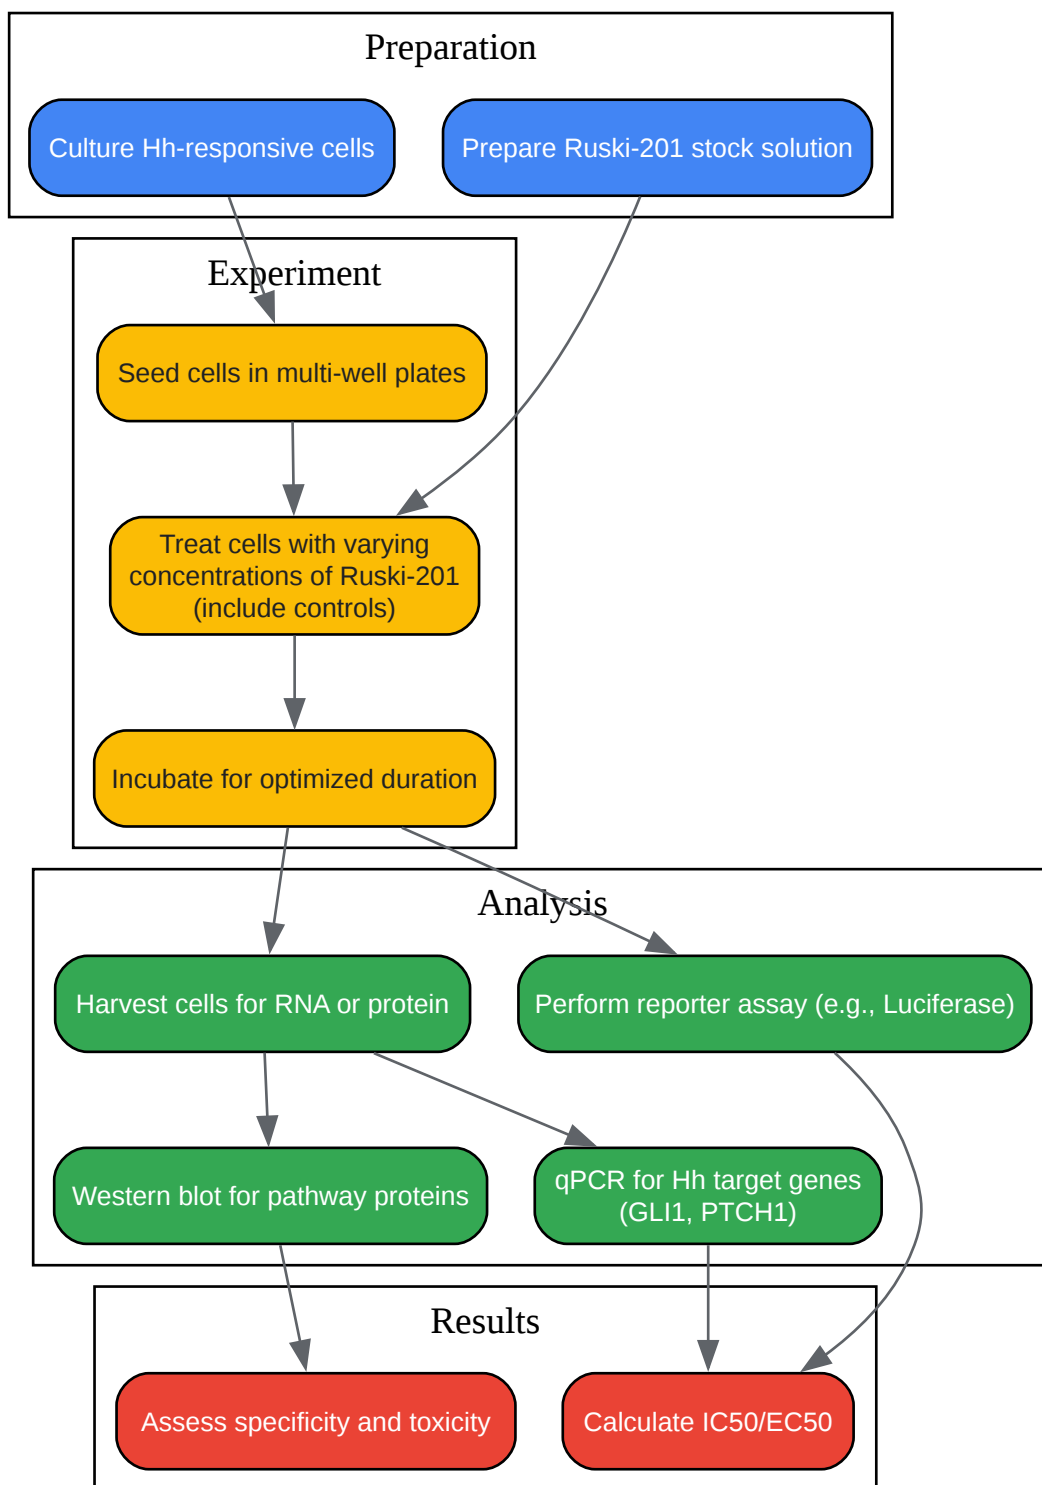 Preparation
Culture Hh-responsive cells
Prepare Ruski-201 stock solution
Experiment
Seed cells in multi-well plates
Treat cells with varying
concentrations of Ruski-201
(include controls)
Incubate for optimized duration
Analysis
Harvest cells for RNA or protein
Perform reporter assay (e.g., Luciferase)
Western blot for pathway proteins
qPCR for Hh target genes
(GLI1, PTCH1)
Results
Assess specificity and toxicity
Calculate IC50/EC50